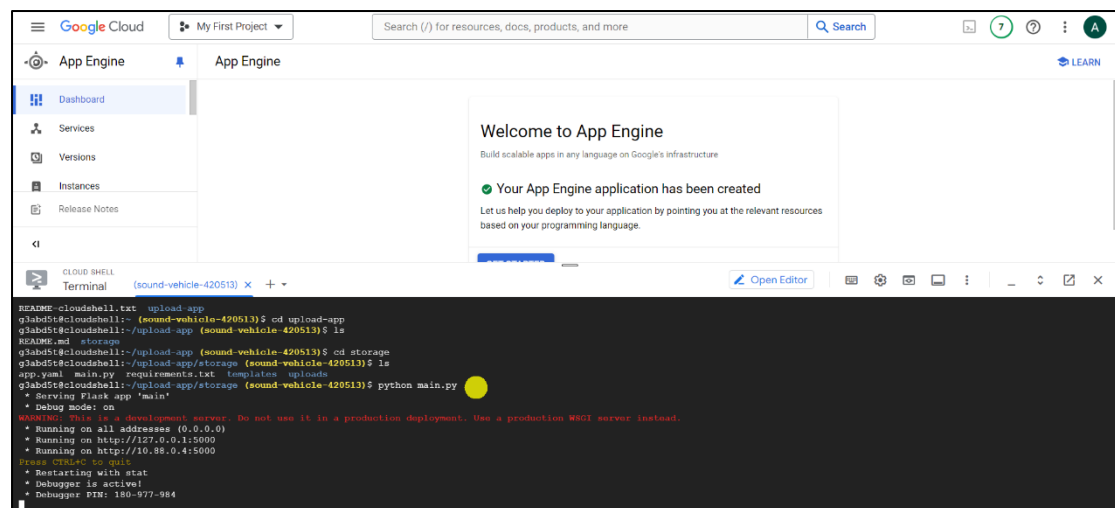 Google Cloud
My First Project
Search (/) for resources, docs, products, and more
Search
7
A
App Engine
App Engine
LEARN
Dashboard
Services
Versions
Instances
Release Notes
Welcome to App Engine
Build scalable apps in any language on Google's infrastructure
Your App Engine application has been created
Let us help you deploy to your application by pointing you at the relevant resources
based on your programming language.
CLOUD SHELL
Terminal
(sound-vehicle-420513)
Open Editor
README-cloudshell.txt upload-app
g3abd5t@cloudshell:~ (sound-vehicle-420513)$ cd upload-app
g3abd5t@cloudshell:~/upload-app (sound-vehicle-420513)$ ls
README.md storage
g3abd5t@cloudshell:~/upload-app (sound-vehicle-420513)$ cd storage
g3abd5t@cloudshell:~/upload-app/storage (sound-vehicle-420513)$ ls
app.yaml main.py requirements.txt templates uploads
g3abd5t@cloudshell:~/upload-app/storage (sound-vehicle-420513)$ python main.py
* Serving Flask app 'main'
* Debug mode: on
WARNING: This is a development server. Do not use it in a production deployment. Use a production WSGI server instead.
* Running on all addresses (0.0.0.0)
* Running on http://127.0.0.1:5000
* Running on http://10.88.0.4:5000
Press CTRL+C to quit
* Restarting with stat
* Debugger is active!
* Debugger PIN: 180-977-984